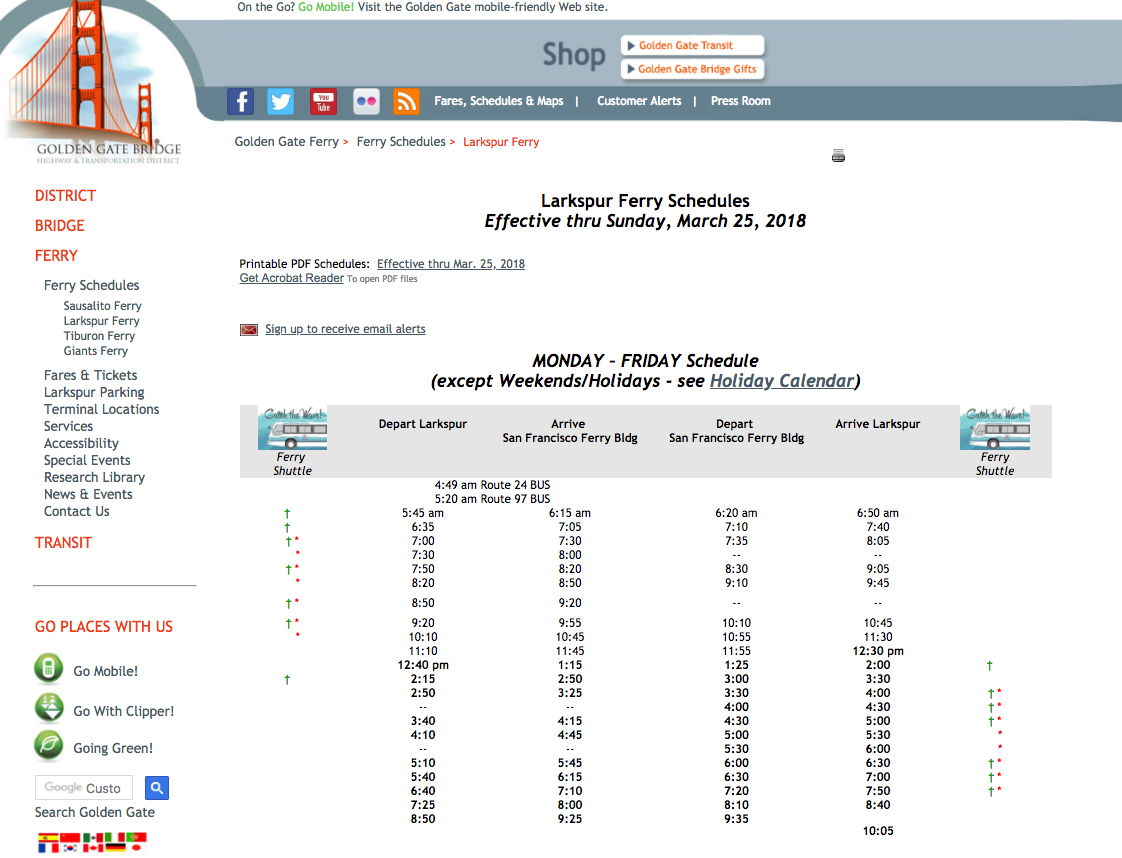 On the Go? Go Mobile! Visit the Golden Gate mobile-friendly Web site.
Shop
Golden Gate Transit
Golden Gate Bridge Gifts
You Tube
Fares, Schedules & Maps | Customer Alerts | Press Room
GOLDEN GATE BRIDGE
HIGHWAY & TRANSPORTATION DISTRICT
Golden Gate Ferry > Ferry Schedules > Larkspur Ferry
DISTRICT
BRIDGE
FERRY
Ferry Schedules
Sausalito Ferry
Larkspur Ferry
Tiburon Ferry
Giants Ferry
Fares & Tickets
Larkspur Parking
Terminal Locations
Services
Accessibility
Special Events
Research Library
News & Events
Contact Us
TRANSIT
GO PLACES WITH US
Go Mobile!
Go With Clipper!
Going Green!
Google Custo
Search Golden Gate
Larkspur Ferry Schedules
Effective thru Sunday, March 25, 2018
Printable PDF Schedules: Effective thru Mar. 25, 2018
Get Acrobat Reader To open PDF files
Sign up to receive email alerts
MONDAY – FRIDAY Schedule
(except Weekends/Holidays - see Holiday Calendar)
Catch the Wave! Ferry Shuttle | Depart Larkspur | Arrive San Francisco Ferry Bldg | Depart San Francisco Ferry Bldg | Arrive Larkspur | Catch the Wave! Ferry Shuttle
4:49 am Route 24 BUS
5:20 am Route 97 BUS
† 5:45 am 6:15 am 6:20 am 6:50 am
† 6:35 7:05 7:10 7:40
† * 7:00 7:30 7:35 8:05
* 7:30 8:00 -- --
† * 7:50 8:20 8:30 9:05
* 8:20 8:50 9:10 9:45
† * 8:50 9:20 -- --
† * 9:20 9:55 10:10 10:45
* 10:10 10:45 10:55 11:30
11:10 11:45 11:55 12:30 pm
12:40 pm 1:15 1:25 2:00 †
† 2:15 2:50 3:00 3:30
2:50 3:25 3:30 4:00 † *
-- -- 4:00 4:30 † *
3:40 4:15 4:30 5:00 † *
4:10 4:45 5:00 5:30 *
-- -- 5:30 6:00 *
5:10 5:45 6:00 6:30 † *
5:40 6:15 6:30 7:00 † *
6:40 7:10 7:20 7:50 † *
7:25 8:00 8:10 8:40
8:50 9:25 9:35
10:05